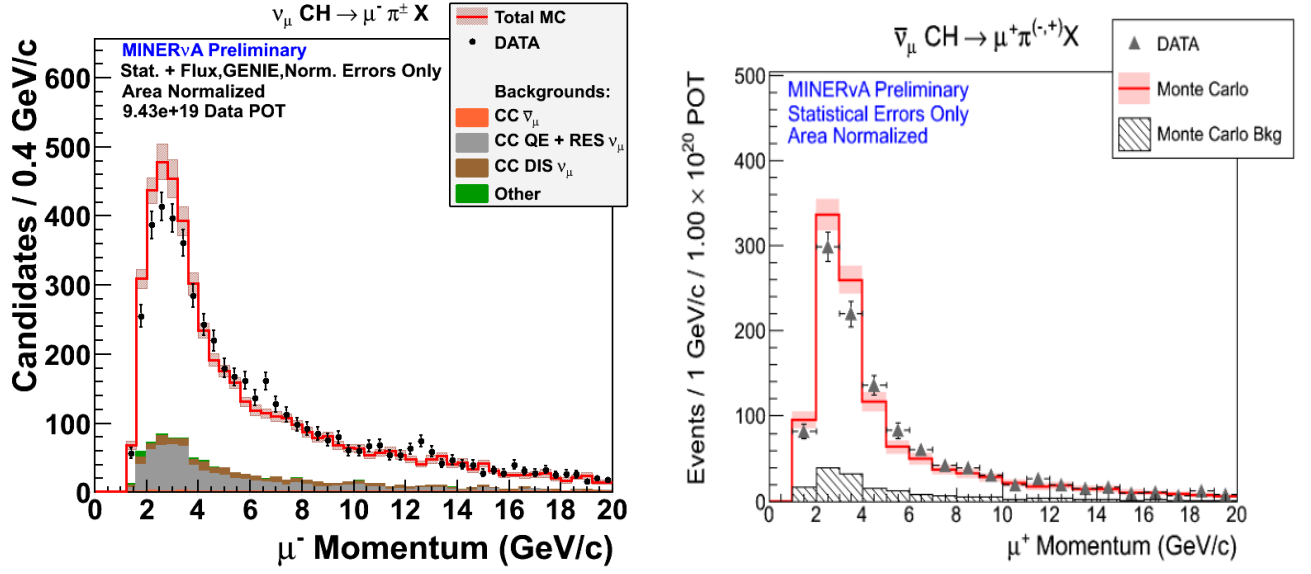 ν_μ CH → μ⁻ π^± X
Total MC
DATA
Backgrounds:
CC ν̄_μ
CC QE + RES ν_μ
CC DIS ν_μ
Other
MINERνA Preliminary
Stat. + Flux,GENIE,Norm. Errors Only
Area Normalized
9.43e+19 Data POT
Candidates / 0.4 GeV/c
600
500
400
300
200
100
0
0 2 4 6 8 10 12 14 16 18 20
μ⁻ Momentum (GeV/c)
ν̄_μ CH → μ⁺π^(-,+)X
DATA
Monte Carlo
Monte Carlo Bkg
MINERvA Preliminary
Statistical Errors Only
Area Normalized
Events / 1 GeV/c / 1.00 × 10²⁰ POT
500
400
300
200
100
0
0 2 4 6 8 10 12 14 16 18 20
μ⁺ Momentum (GeV/c)